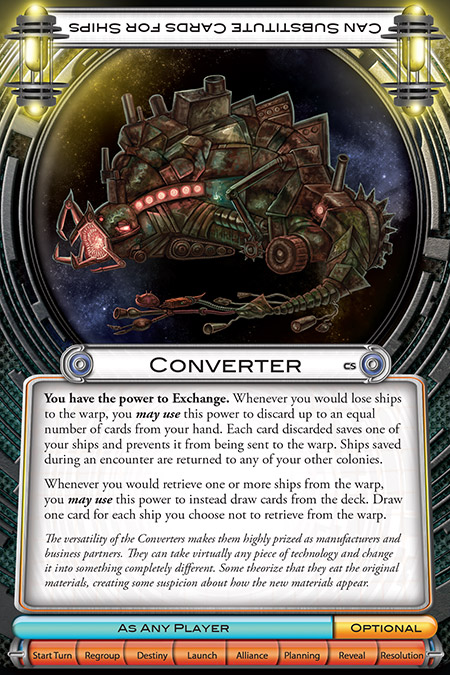 Can Substitute Cards for Ships
Converter CS
You have the power to Exchange. Whenever you would lose ships
to the warp, you may use this power to discard up to an equal
number of cards from your hand. Each card discarded saves one of
your ships and prevents it from being sent to the warp. Ships saved
during an encounter are returned to any of your other colonies.
Whenever you would retrieve one or more ships from the warp,
you may use this power to instead draw cards from the deck. Draw
one card for each ship you choose not to retrieve from the warp.
The versatility of the Converters makes them highly prized as manufacturers and
business partners. They can take virtually any piece of technology and change
it into something completely different. Some theorize that they eat the original
materials, creating some suspicion about how the new materials appear.
As Any Player Optional
Start Turn Regroup Destiny Launch Alliance Planning Reveal Resolution